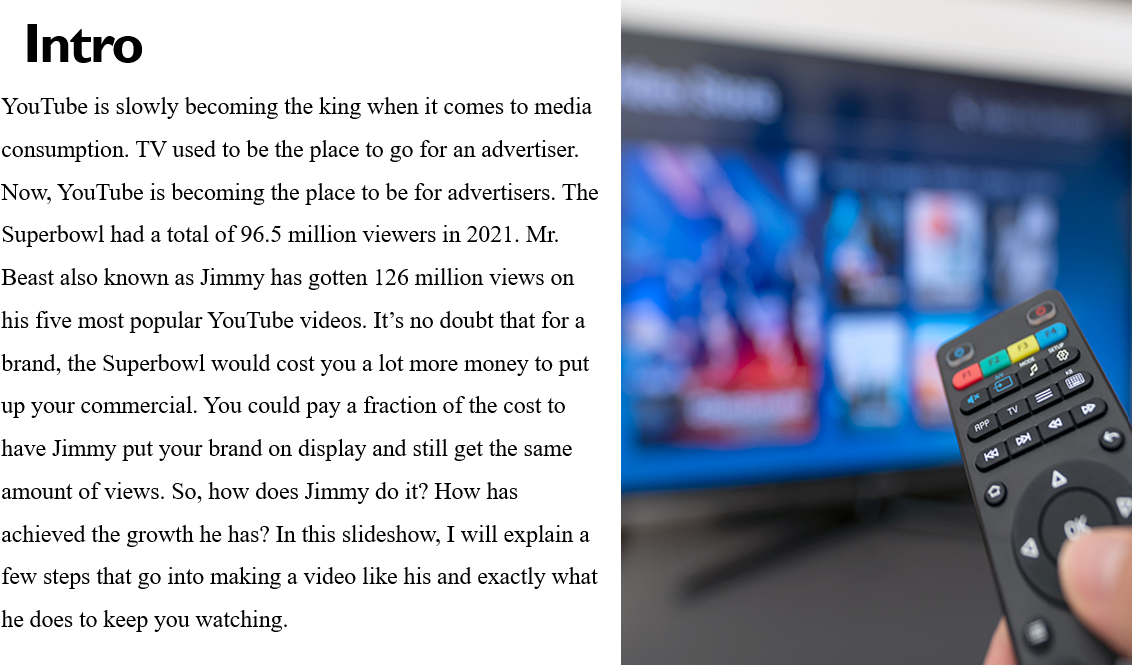 Intro
YouTube is slowly becoming the king when it comes to media
consumption. TV used to be the place to go for an advertiser.
Now, YouTube is becoming the place to be for advertisers. The
Superbowl had a total of 96.5 million viewers in 2021. Mr.
Beast also known as Jimmy has gotten 126 million views on
his five most popular YouTube videos. It’s no doubt that for a
brand, the Superbowl would cost you a lot more money to put
up your commercial. You could pay a fraction of the cost to
have Jimmy put your brand on display and still get the same
amount of views. So, how does Jimmy do it? How has
achieved the growth he has? In this slideshow, I will explain a
few steps that go into making a video like his and exactly what
he does to keep you watching.
F1 F2 F3 F4
A/V MODE SETUP
KB
APP TV
OK